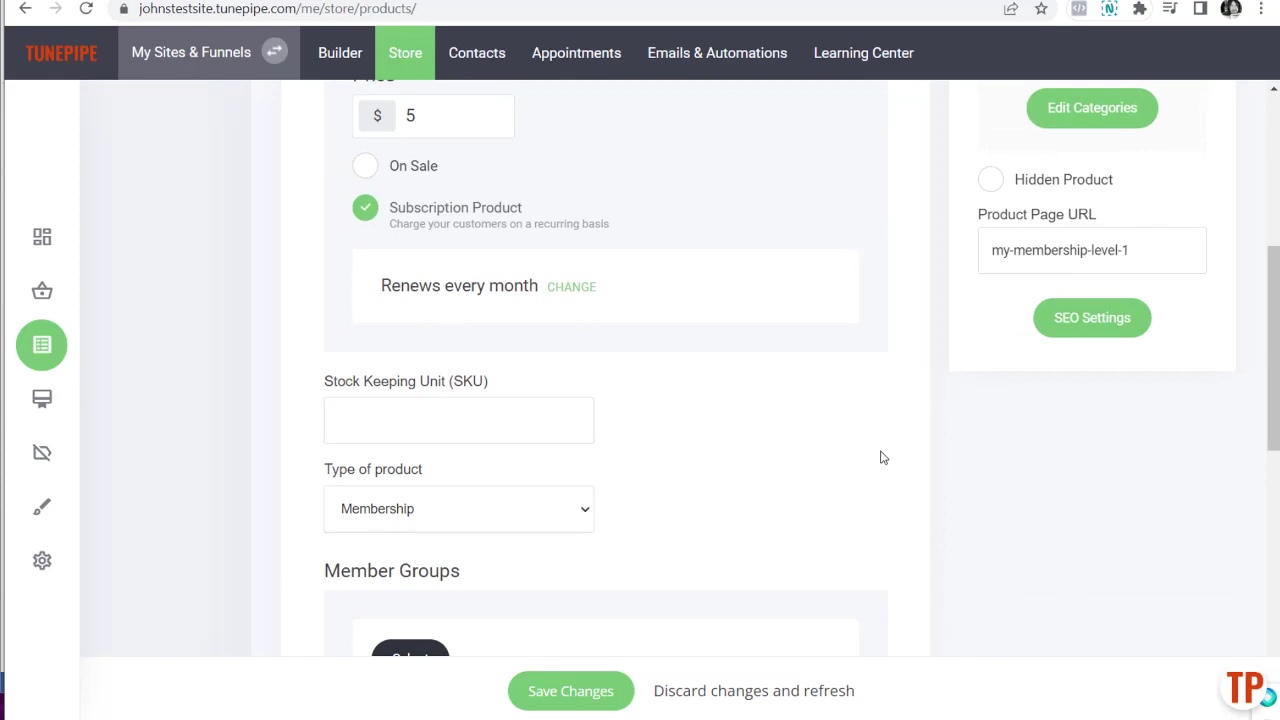 johnstestsite.tunepipe.com/me/store/products/
TUNEPIPE
My Sites & Funnels
Builder
Store
Contacts
Appointments
Emails & Automations
Learning Center
Price
$ 5
On Sale
Subscription Product
Charge your customers on a recurring basis
Renews every month CHANGE
Stock Keeping Unit (SKU)
Type of product
Membership
Member Groups
Select
Edit Categories
Hidden Product
Product Page URL
my-membership-level-1
SEO Settings
Save Changes
Discard changes and refresh
TP